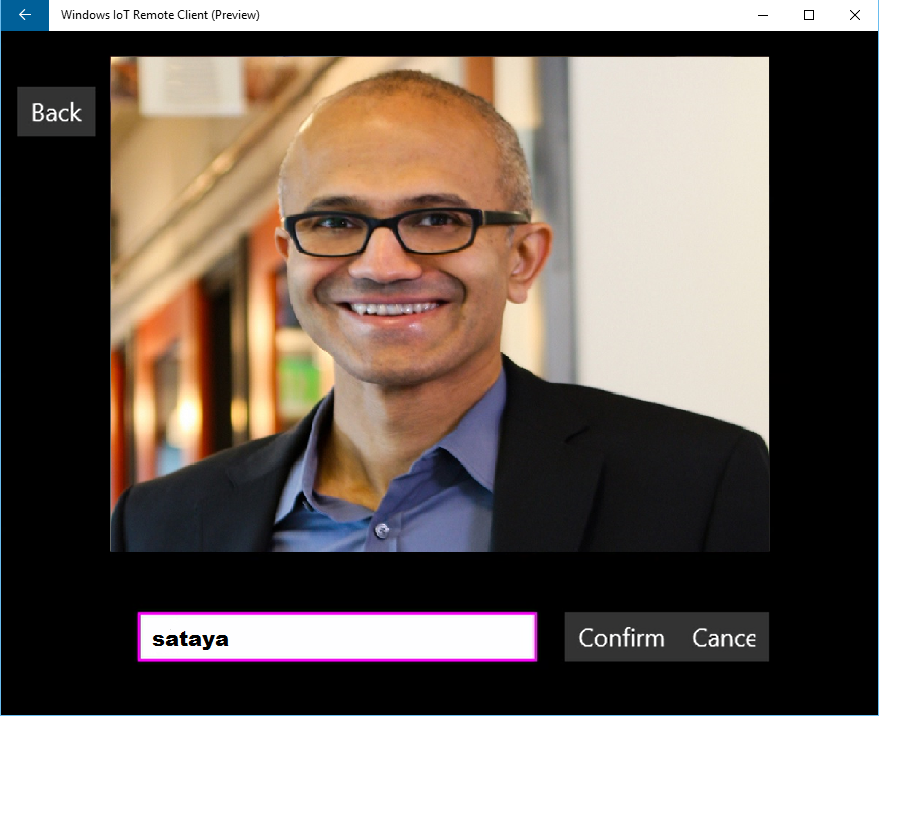 Windows IoT Remote Client (Preview)
Back
sataya
Confirm Cance